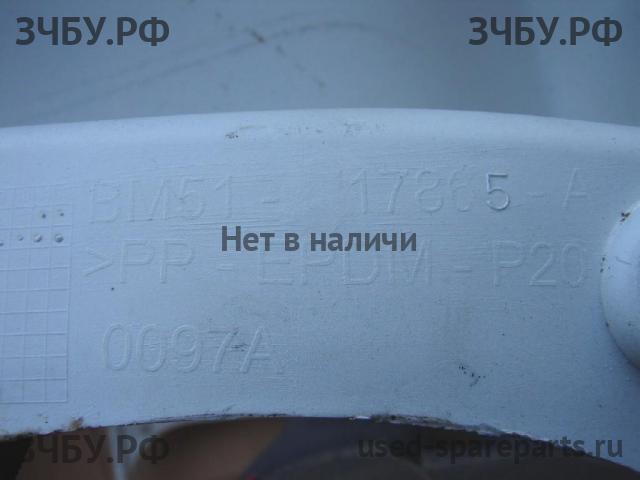 ЗЧБУ.РФ ЗЧБУ.РФ
BM51 - 17865 - A
Нет в наличи
>PP - EPDM - P20
0097A
ЗЧБУ.РФ used-spareparts.ru